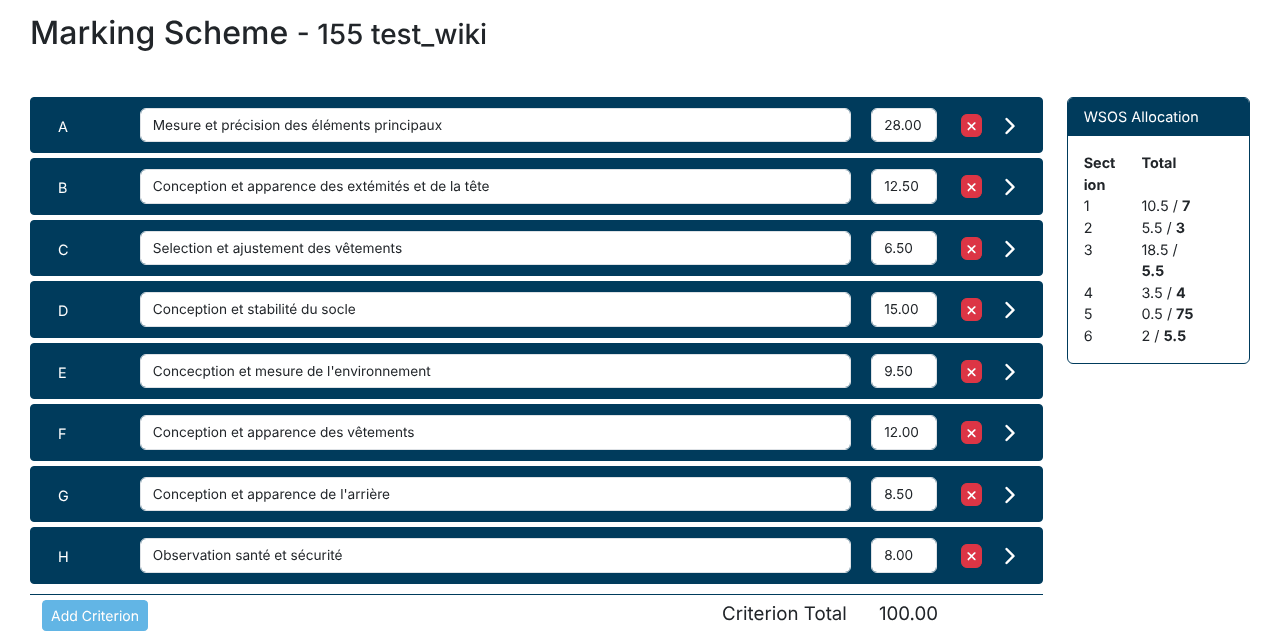 Marking Scheme - 155 test_wiki
A Mesure et précision des éléments principaux 28.00
B Conception et apparence des extémités et de la tête 12.50
C Selection et ajustement des vêtements 6.50
D Conception et stabilité du socle 15.00
E Concecption et mesure de l'environnement 9.50
F Conception et apparence des vêtements 12.00
G Conception et apparence de l'arrière 8.50
H Observation santé et sécurité 8.00
Add Criterion Criterion Total 100.00
WSOS Allocation
Sect Total
ion
1 10.5 / 7
2 5.5 / 3
3 18.5 /
5.5
4 3.5 / 4
5 0.5 / 75
6 2 / 5.5